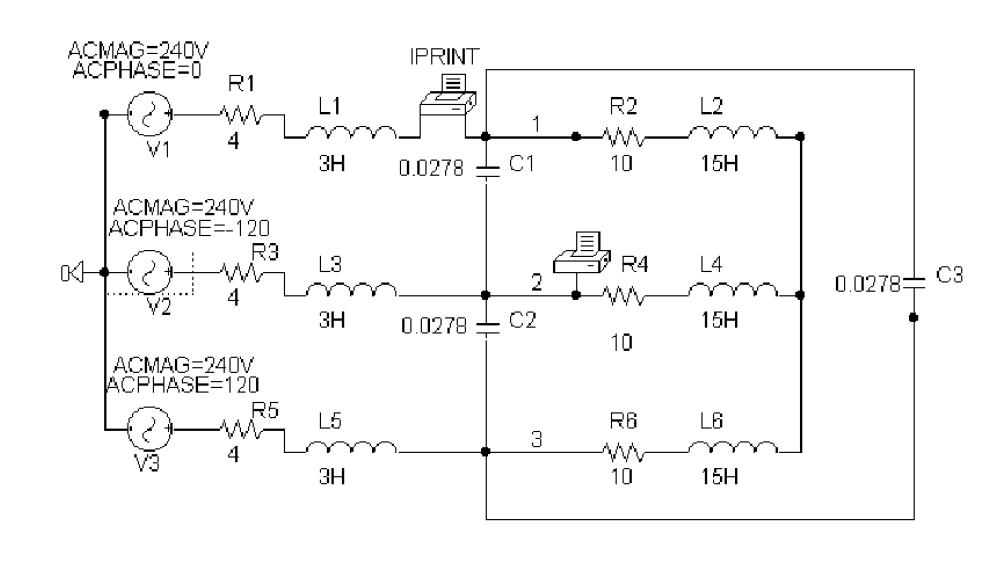 ACMAG=240V
ACPHASE=0
IPRINT
R1
L1
1
R2
L2
V1
4
3H
0.0278
C1
10
15H
ACMAG=240V
ACPHASE=-120
R3
L3
2
R4
L4
0
V2
4
3H
0.0278
C2
10
15H
0.0278
C3
ACMAG=240V
ACPHASE=120
R5
L5
3
R6
L6
V3
4
3H
10
15H